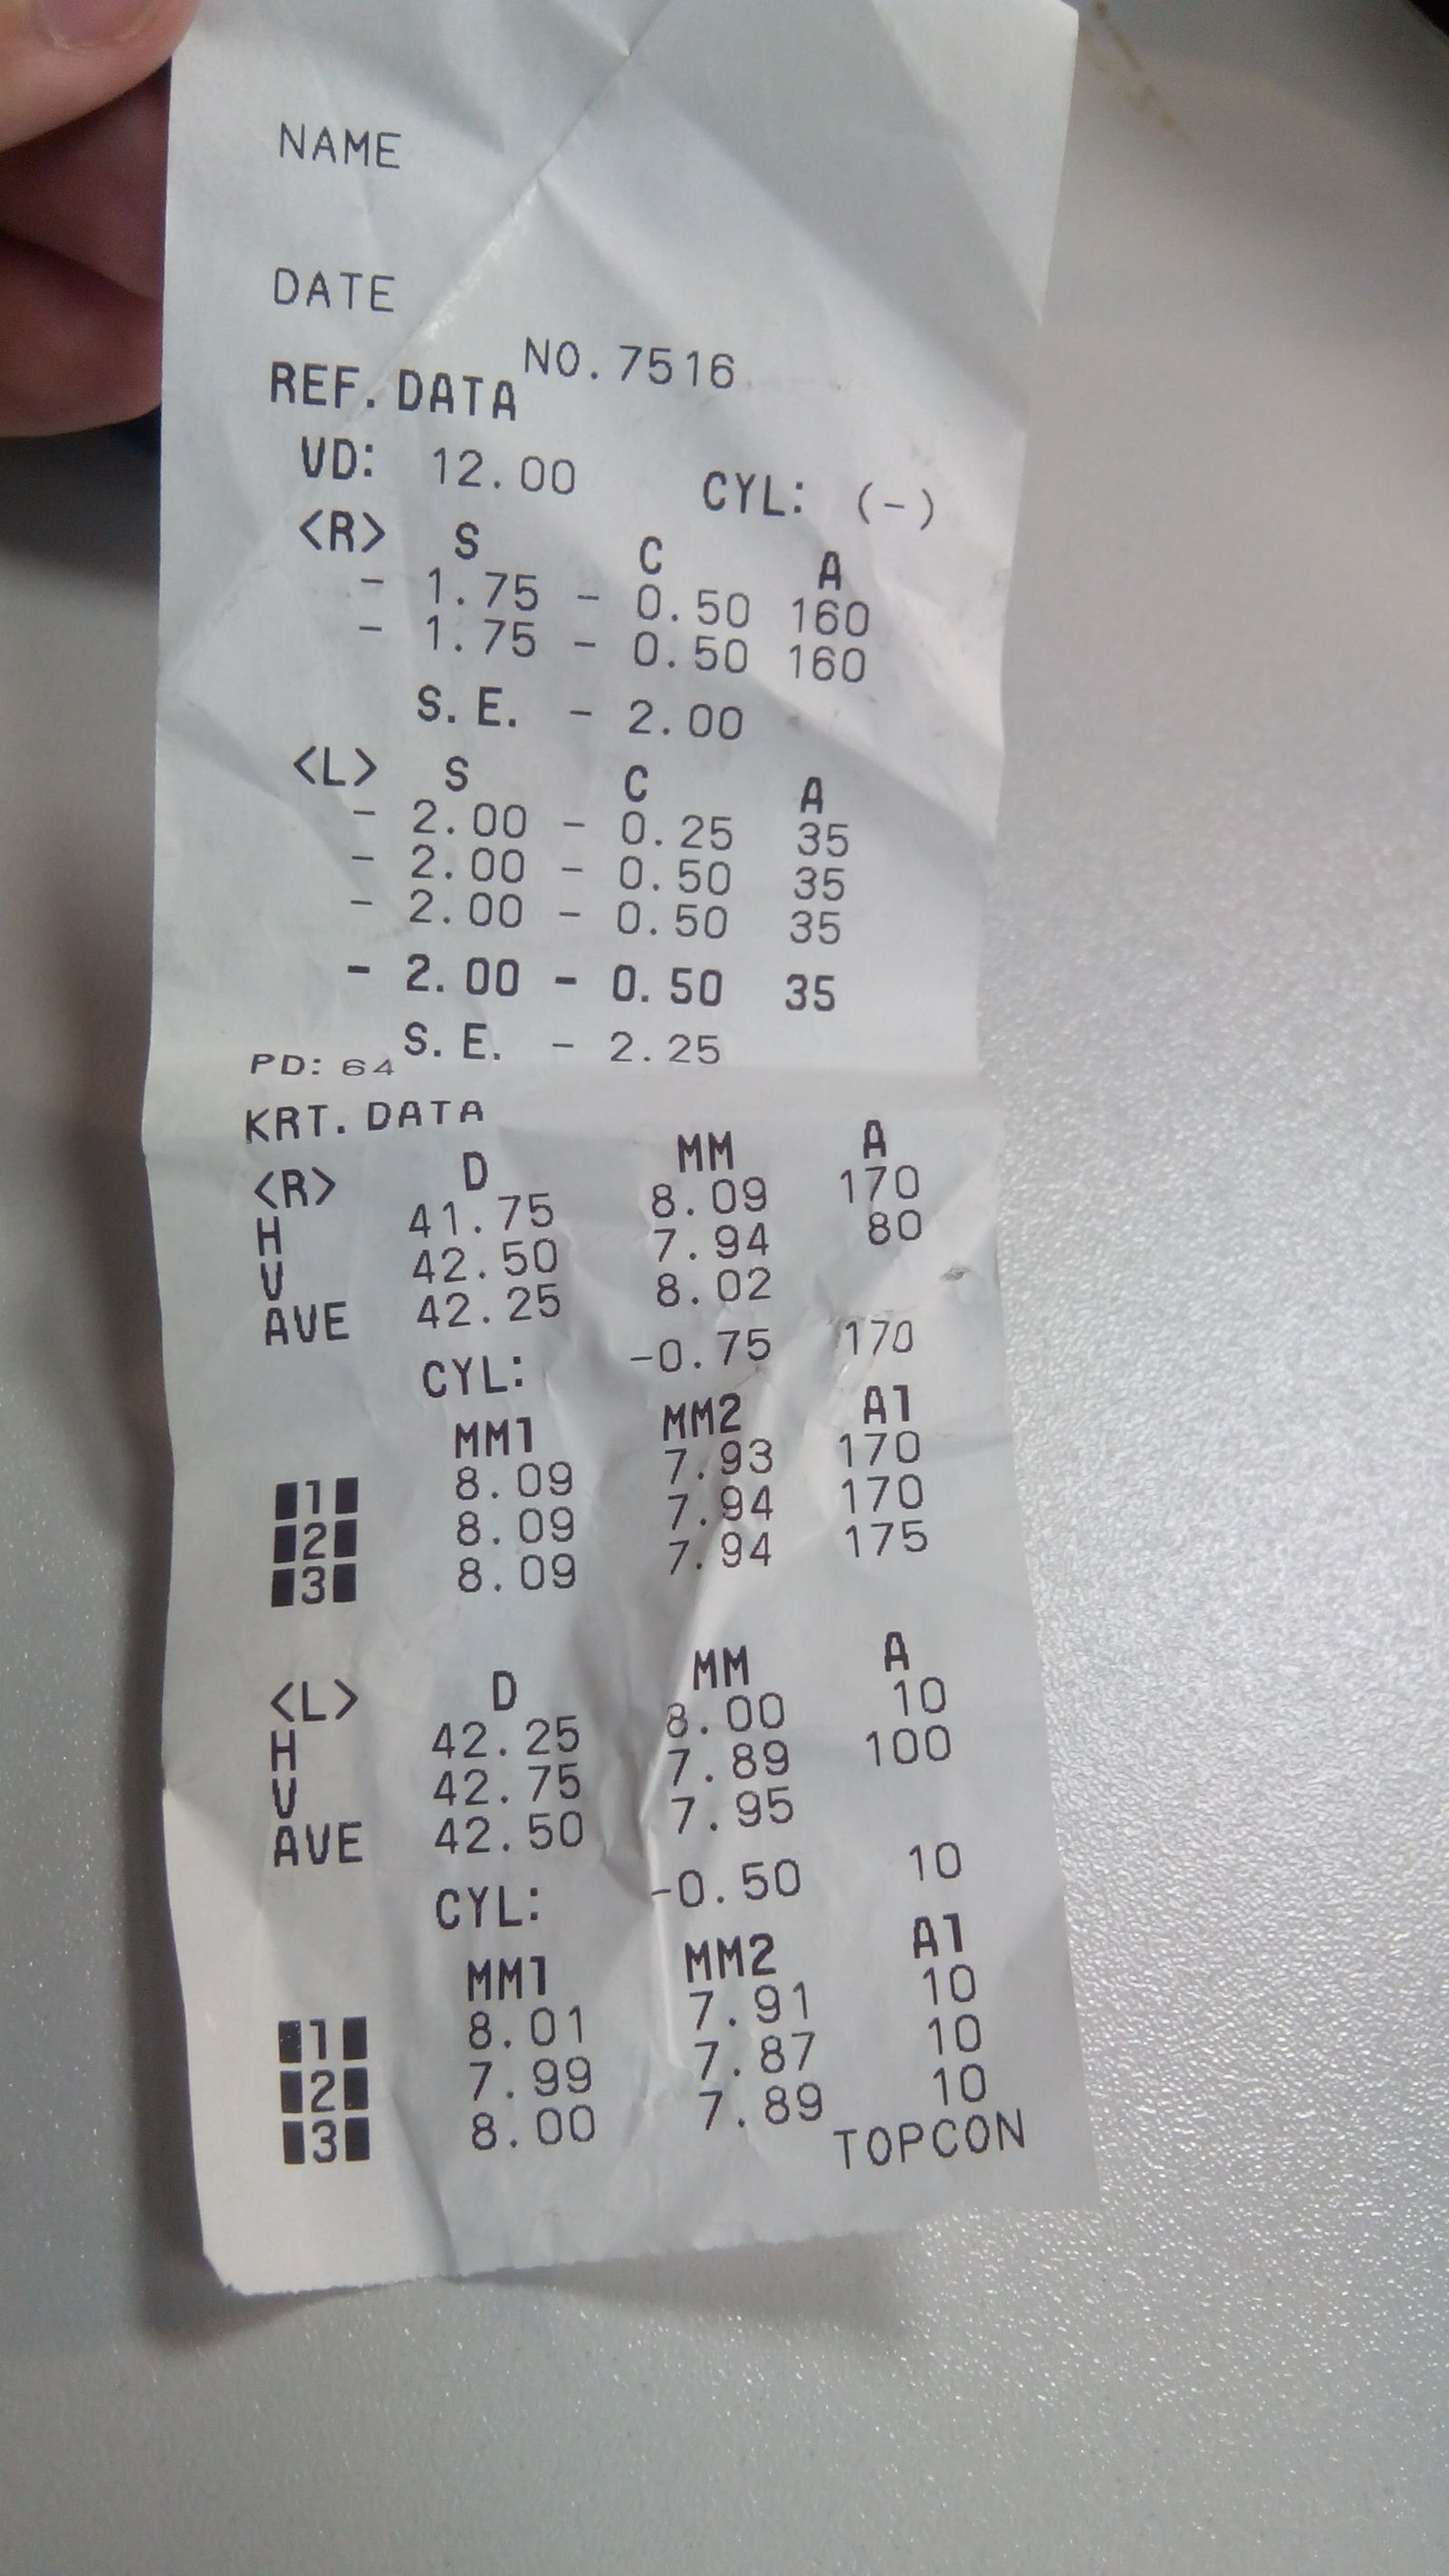 NAME
DATE
NO.7516
REF.DATA
VD: 12.00 CYL: (-)
<R> S C A
- 1.75 - 0.50 160
- 1.75 - 0.50 160
S.E. - 2.00
<L> S C A
- 2.00 - 0.25 35
- 2.00 - 0.50 35
- 2.00 - 0.50 35
- 2.00 - 0.50 35
S.E. - 2.25
PD: 64
KRT.DATA
<R> D MM A
H 41.75 8.09 170
V 42.50 7.94 80
AVE 42.25 8.02
CYL: -0.75 170
MM1 MM2 A1
1 8.09 7.93 170
2 8.09 7.94 170
3 8.09 7.94 175
<L> D MM A
H 42.25 8.00 10
V 42.75 7.89 100
AVE 42.50 7.95
CYL: -0.50 10
MM1 MM2 A1
1 8.01 7.91 10
2 7.99 7.87 10
3 8.00 7.89 10
TOPCON